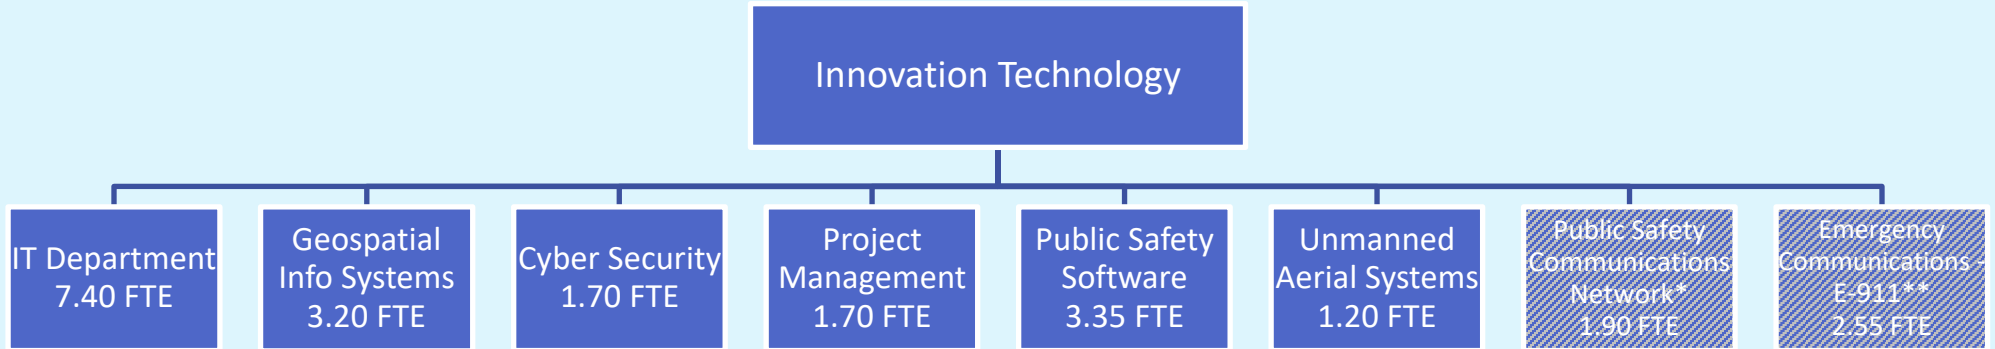 Innovation Technology
IT Department
7.40 FTE
Geospatial
Info Systems
3.20 FTE
Cyber Security
1.70 FTE
Project
Management
1.70 FTE
Public Safety
Software
3.35 FTE
Unmanned
Aerial Systems
1.20 FTE
Public Safety
Communications
Network*
1.90 FTE
Emergency
Communications -
E-911**
2.55 FTE